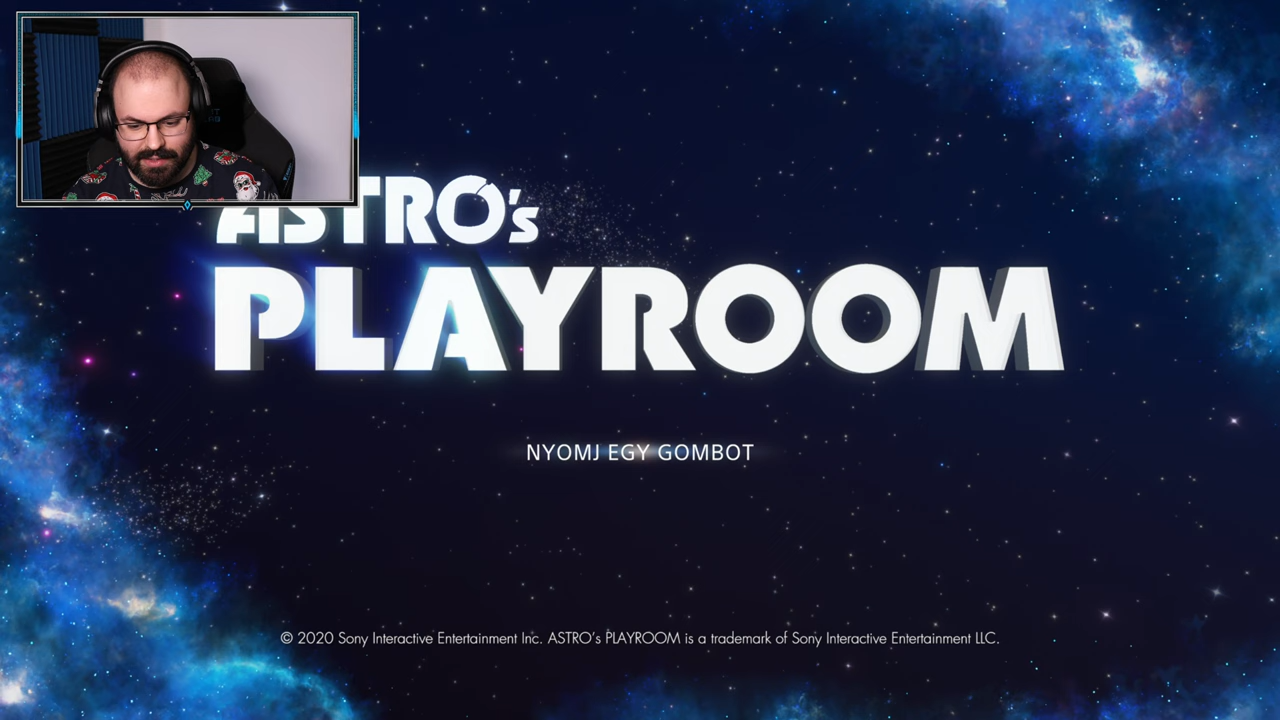 ASTRO's
PLAYROOM
NYOMJ EGY GOMBOT
© 2020 Sony Interactive Entertainment Inc. ASTRO's PLAYROOM is a trademark of Sony Interactive Entertainment LLC.